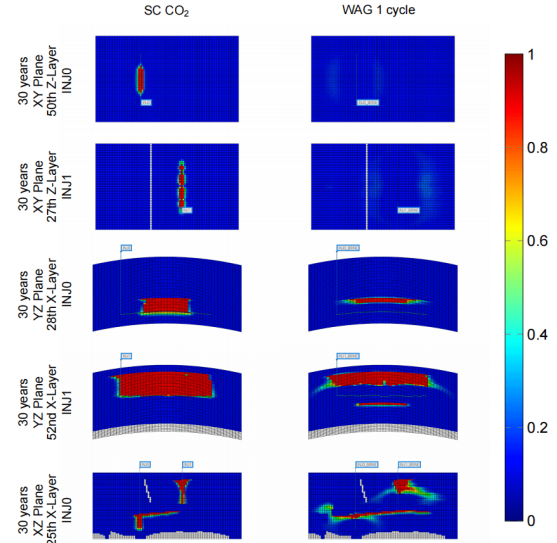 SC CO₂
WAG 1 cycle
30 years
XY Plane
50th Z-Layer
INJ0
30 years
XY Plane
27th Z-Layer
INJ1
30 years
YZ Plane
28th X-Layer
INJ0
30 years
YZ Plane
52nd X-Layer
INJ1
30 years
XZ Plane
25th X-Layer
INJ0
1
0.8
0.6
0.4
0.2
0